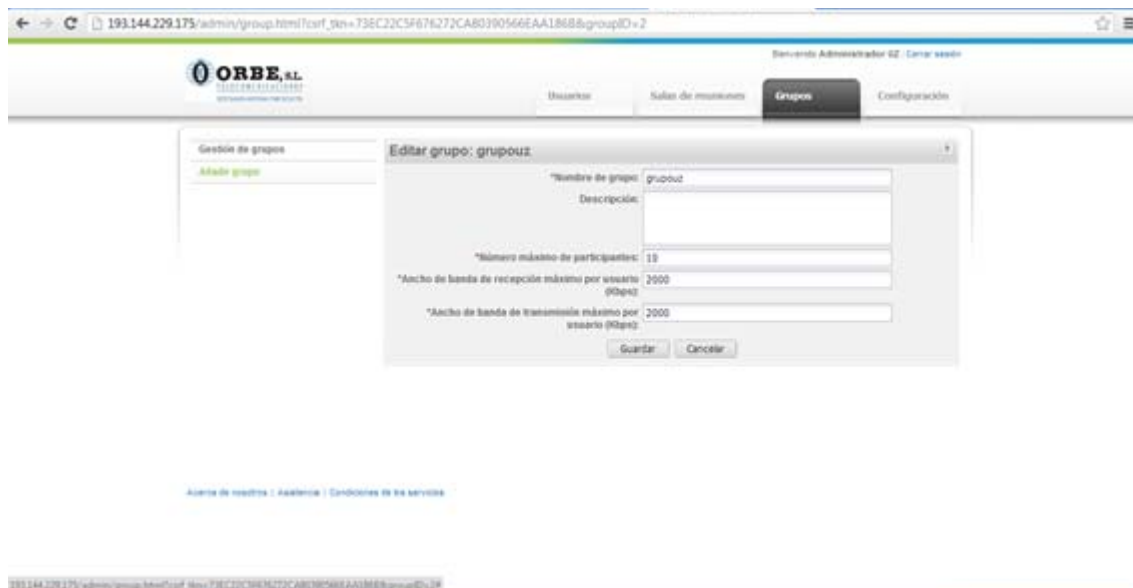 193.144.229.175/admin/group.html?csrf_tkn=73EC22C5F676272CA80390566EAA186B&groupID=2
Bienvenido Administrador GZ Cerrar sesión
ORBE, S.L.
TELECOMUNICACIONES
Usuarios Salas de reuniones Grupos Configuración
Gestión de grupos
Añadir grupo
Editar grupo: grupouz
*Nombre de grupo: grupouz
Descripción:
*Número máximo de participantes: 10
*Ancho de banda de recepción máximo por usuario (Kbps): 2000
*Ancho de banda de transmisión máximo por usuario (Kbps): 2000
Guardar Cancelar
Acerca de nosotros | Asistencia | Condiciones de los servicios